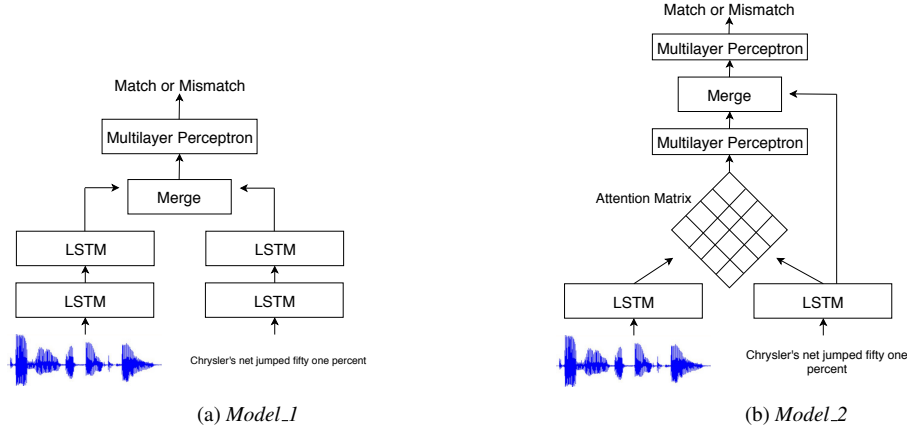 Match or Mismatch
Multilayer Perceptron
Merge
LSTM
LSTM
LSTM
LSTM
Chrysler's net jumped fifty one percent
(a) Model_1
Match or Mismatch
Multilayer Perceptron
Merge
Multilayer Perceptron
Attention Matrix
LSTM
LSTM
Chrysler's net jumped fifty one
percent
(b) Model_2